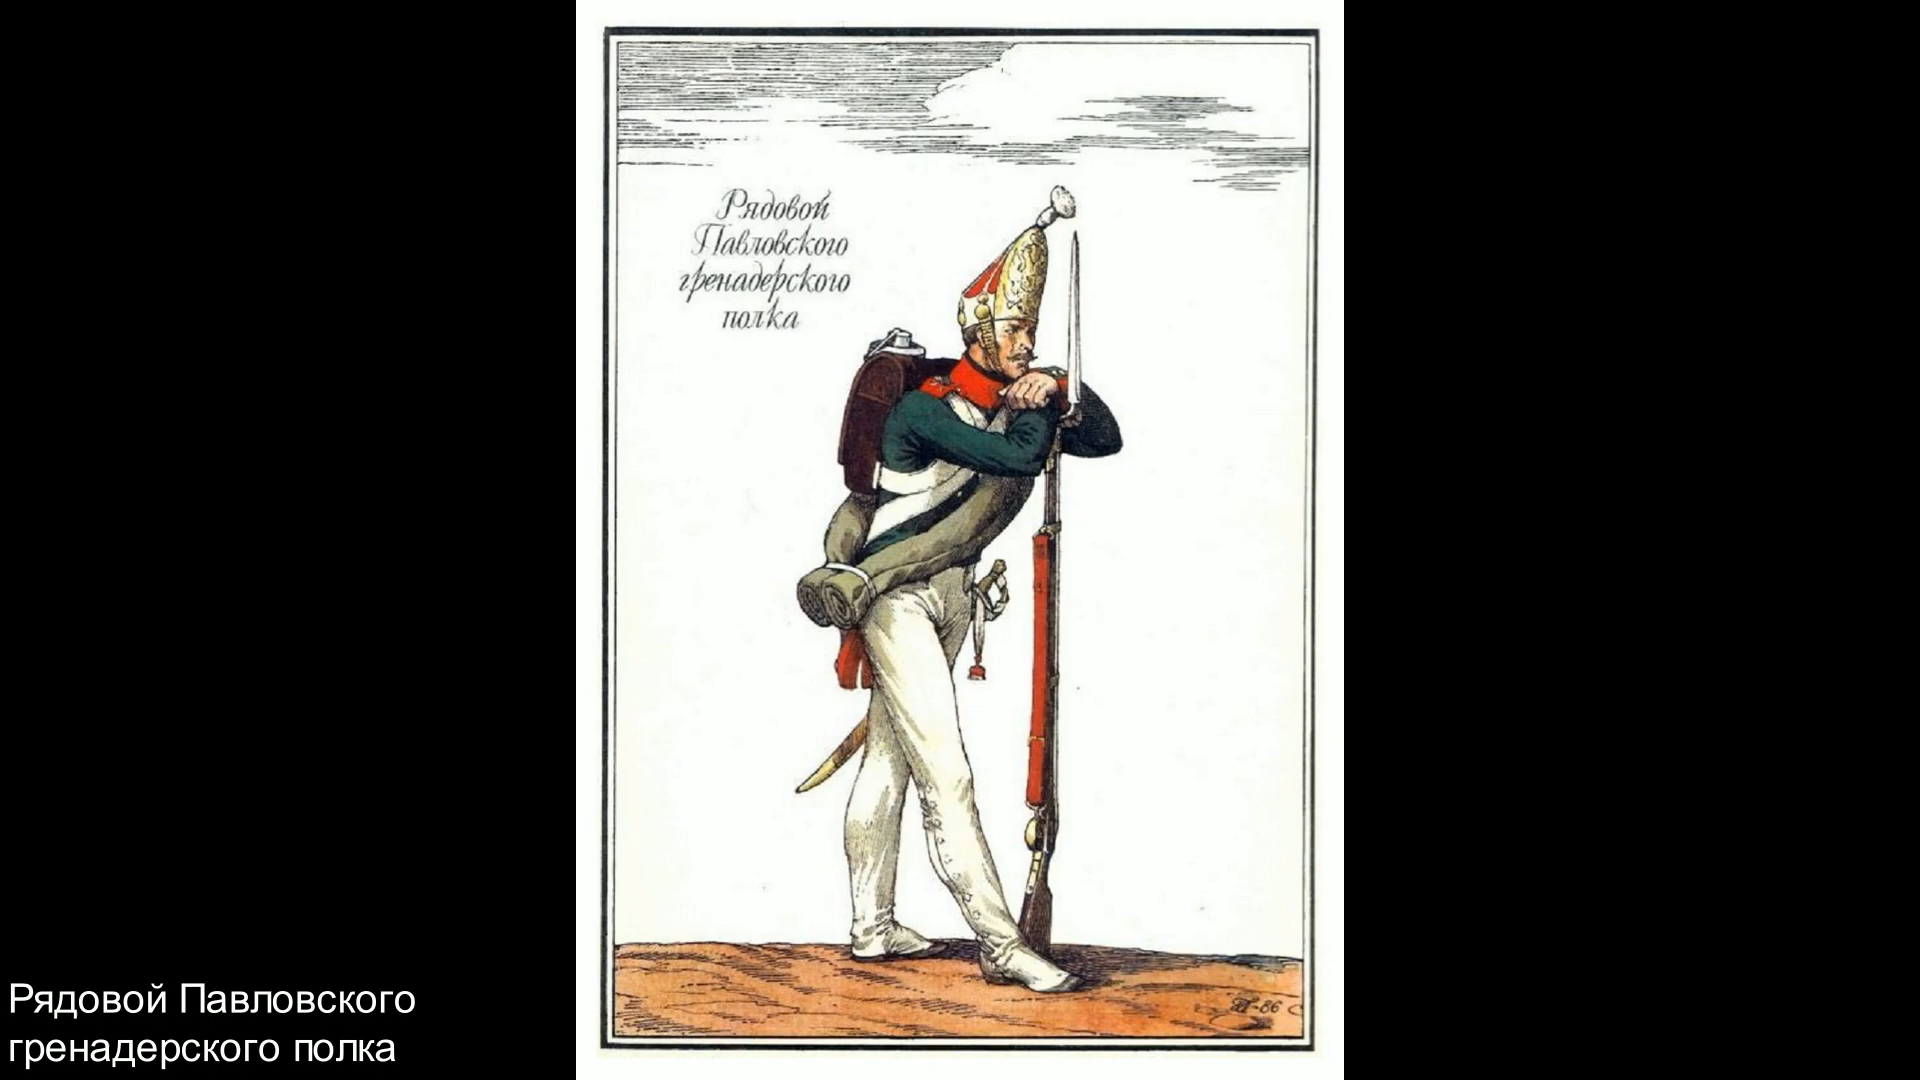 Рядовой
Павловского
гренадерского
полка
Рядовой Павловского
гренадерского полка